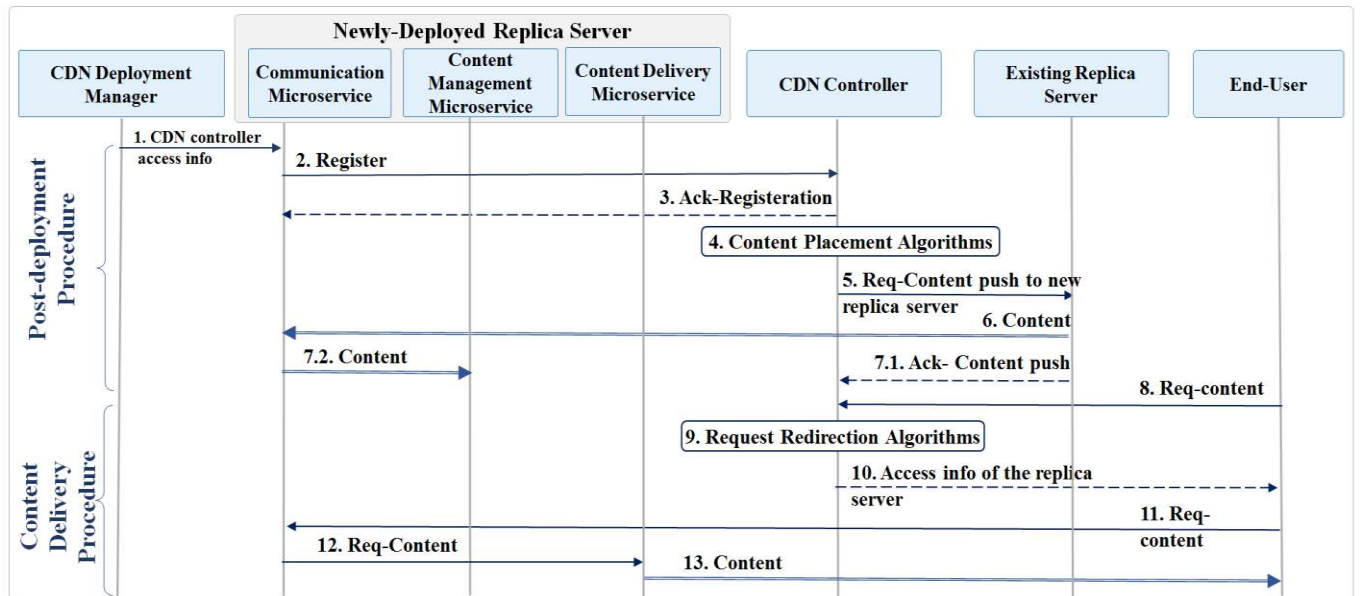 Newly-Deployed Replica Server
CDN Deployment
Manager
Communication
Microservice
Content
Management
Microservice
Content Delivery
Microservice
CDN Controller
Existing Replica
Server
End-User
Post-deployment
Procedure
1. CDN controller
access info
2. Register
3. Ack-Registeration
4. Content Placement Algorithms
5. Req-Content push to new
replica server
6. Content
7.2. Content
7.1. Ack- Content push
8. Req-content
Content
Delivery
Procedure
9. Request Redirection Algorithms
10. Access info of the replica
server
11. Req-
content
12. Req-Content
13. Content